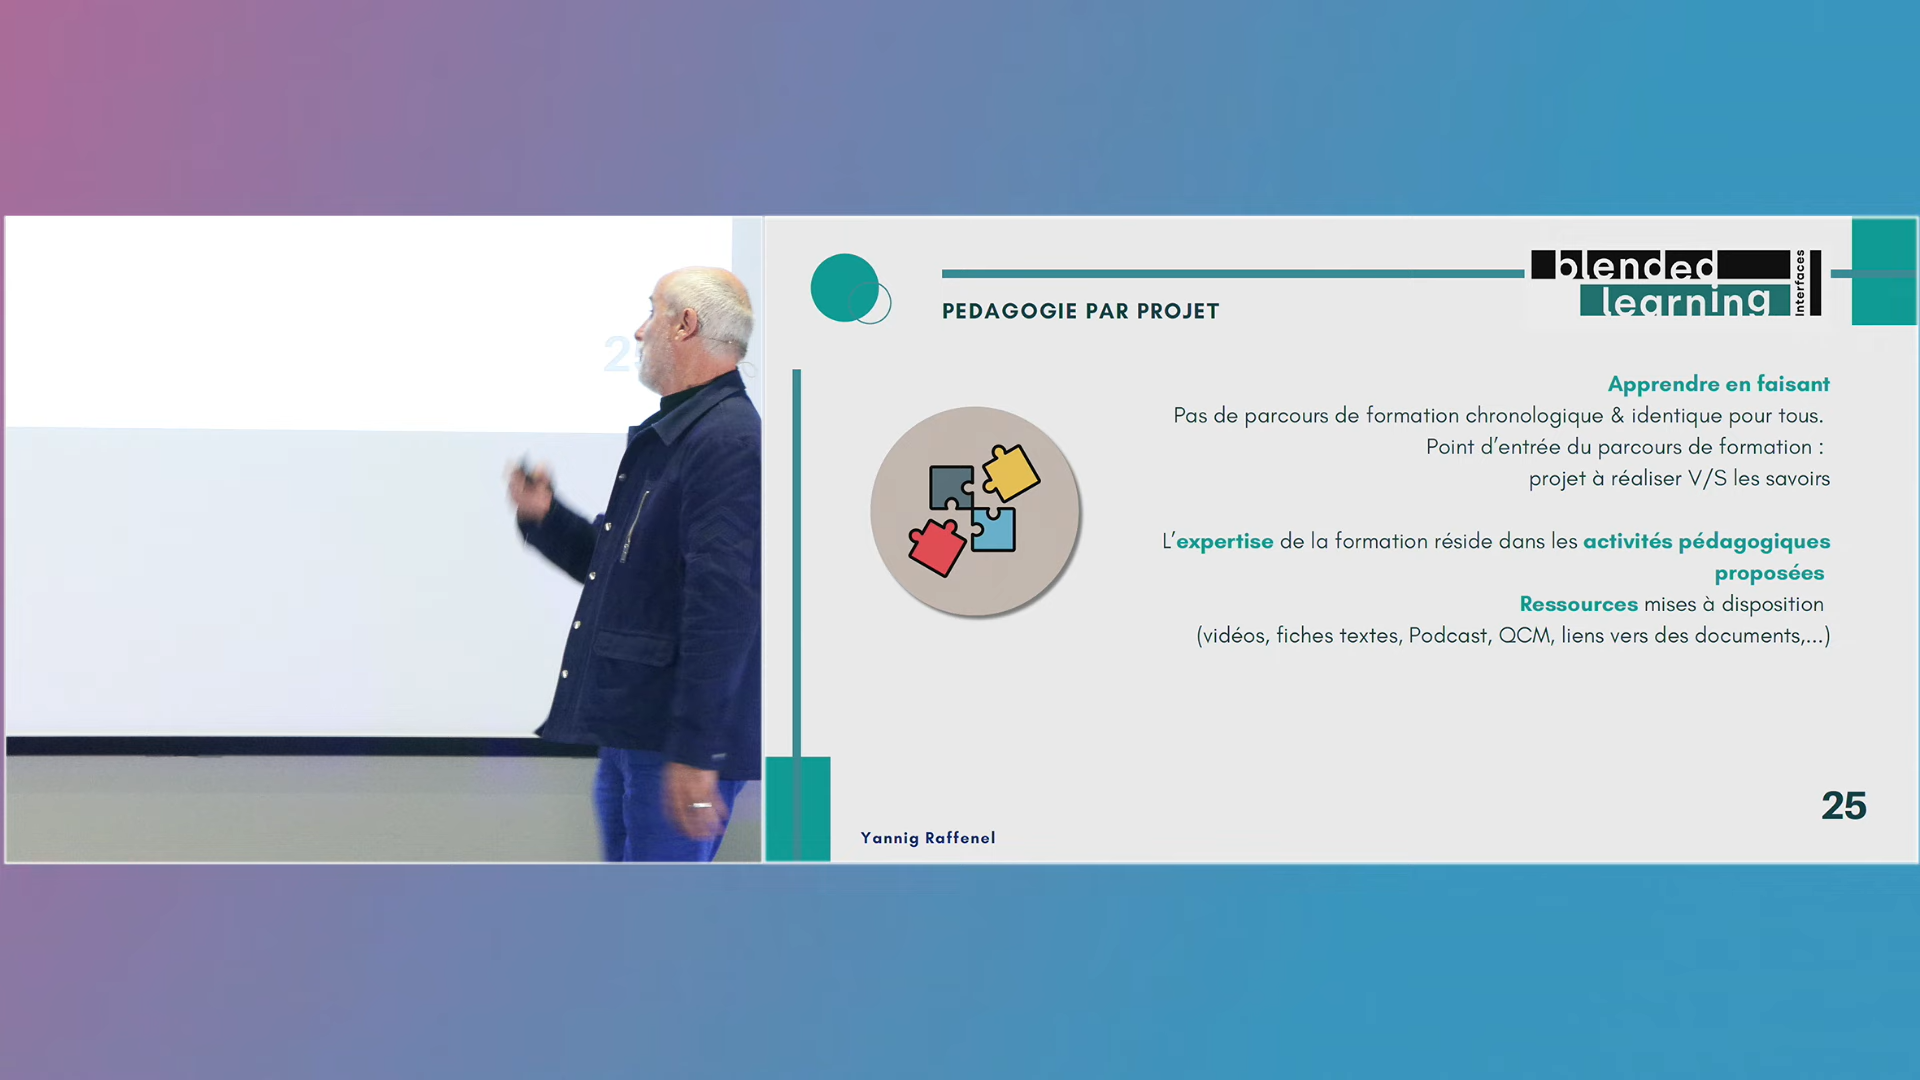 blended
learning
interfaces
PEDAGOGIE PAR PROJET
Apprendre en faisant
Pas de parcours de formation chronologique & identique pour tous.
Point d’entrée du parcours de formation :
projet à réaliser V/S les savoirs
L’expertise de la formation réside dans les activités pédagogiques
proposées
Ressources mises à disposition
(vidéos, fiches textes, Podcast, QCM, liens vers des documents,...)
25
Yannig Raffenel